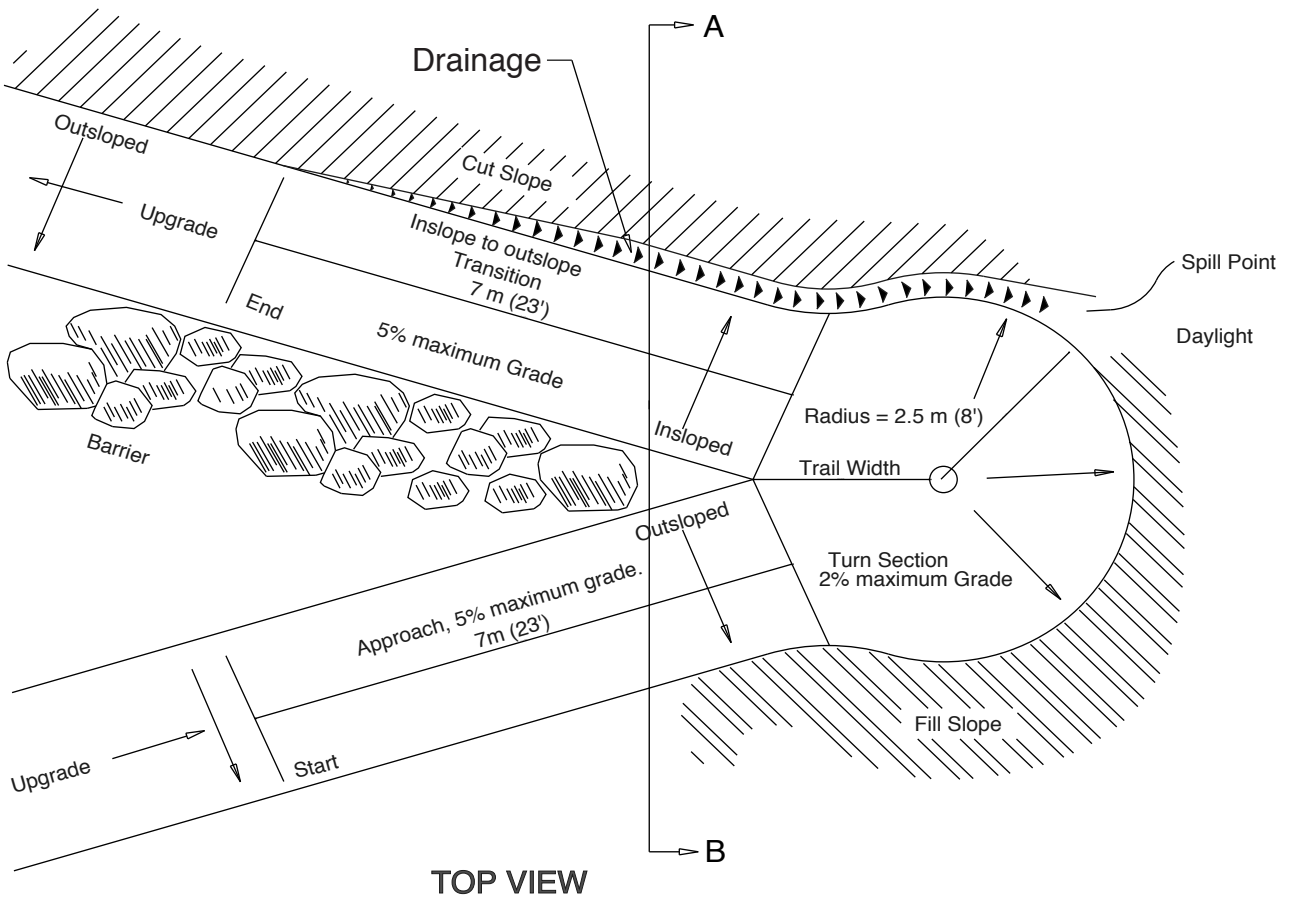 A
Drainage
Outsloped
Cut Slope
Upgrade
Inslope to outslope
Transition
7 m (23')
Spill Point
End
5% maximum Grade
Daylight
Barrier
Insloped
Radius = 2.5 m (8')
Trail Width
Outsloped
Turn Section
2% maximum Grade
Approach, 5% maximum grade.
7m (23')
Fill Slope
Upgrade
Start
B
TOP VIEW